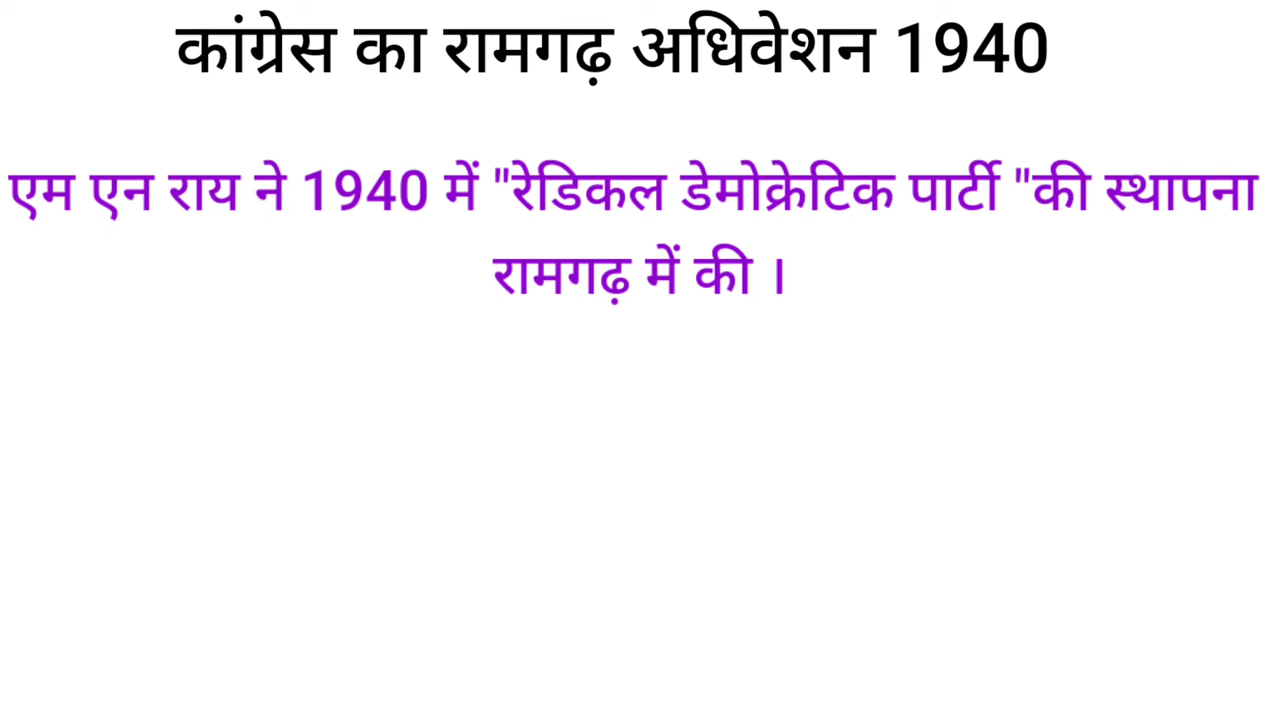 कांग्रेस का रामगढ़ अधिवेशन 1940
एम एन राय ने 1940 में "रेडिकल डेमोक्रेटिक पार्टी "की स्थापना
रामगढ़ में की ।